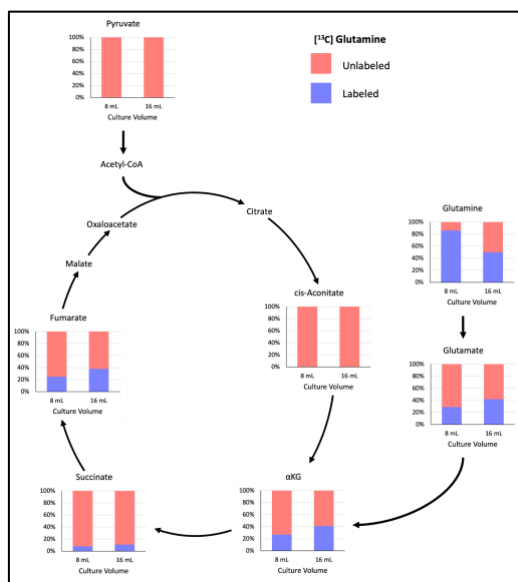 Pyruvate
100%
80%
60%
40%
20%
0%
8 mL 16 mL
Culture Volume
[¹³C] Glutamine
Unlabeled
Labeled
Acetyl-CoA
Oxaloacetate
Citrate
Malate
Glutamine
100%
80%
60%
40%
20%
0%
8 mL 16 mL
Culture Volume
Fumarate
100%
80%
60%
40%
20%
0%
8 mL 16 mL
Culture Volume
cis-Aconitate
100%
80%
60%
40%
20%
0%
8 mL 16 mL
Culture Volume
Glutamate
100%
80%
60%
40%
20%
0%
8 mL 16 mL
Culture Volume
Succinate
100%
80%
60%
40%
20%
0%
8 mL 16 mL
Culture Volume
αKG
100%
80%
60%
40%
20%
0%
8 mL 16 mL
Culture Volume